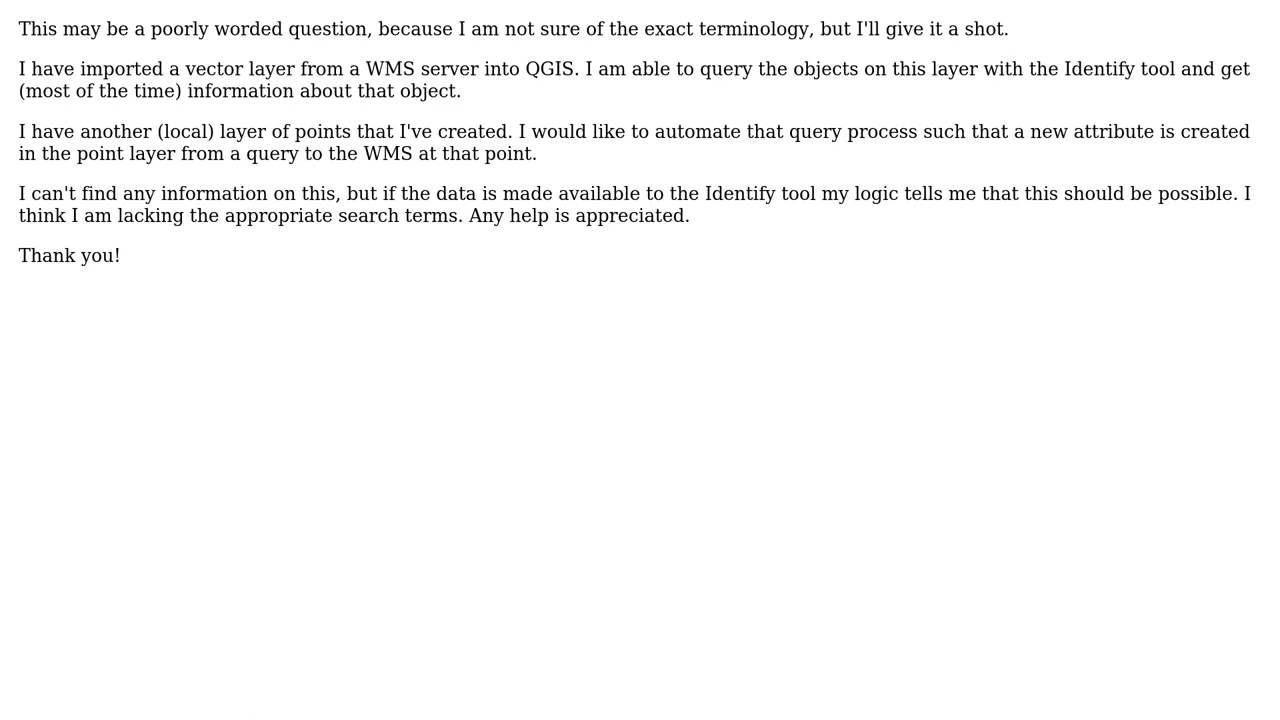 This may be a poorly worded question, because I am not sure of the exact terminology, but I'll give it a shot.
I have imported a vector layer from a WMS server into QGIS. I am able to query the objects on this layer with the Identify tool and get
(most of the time) information about that object.
I have another (local) layer of points that I've created. I would like to automate that query process such that a new attribute is created
in the point layer from a query to the WMS at that point.
I can't find any information on this, but if the data is made available to the Identify tool my logic tells me that this should be possible. I
think I am lacking the appropriate search terms. Any help is appreciated.
Thank you!